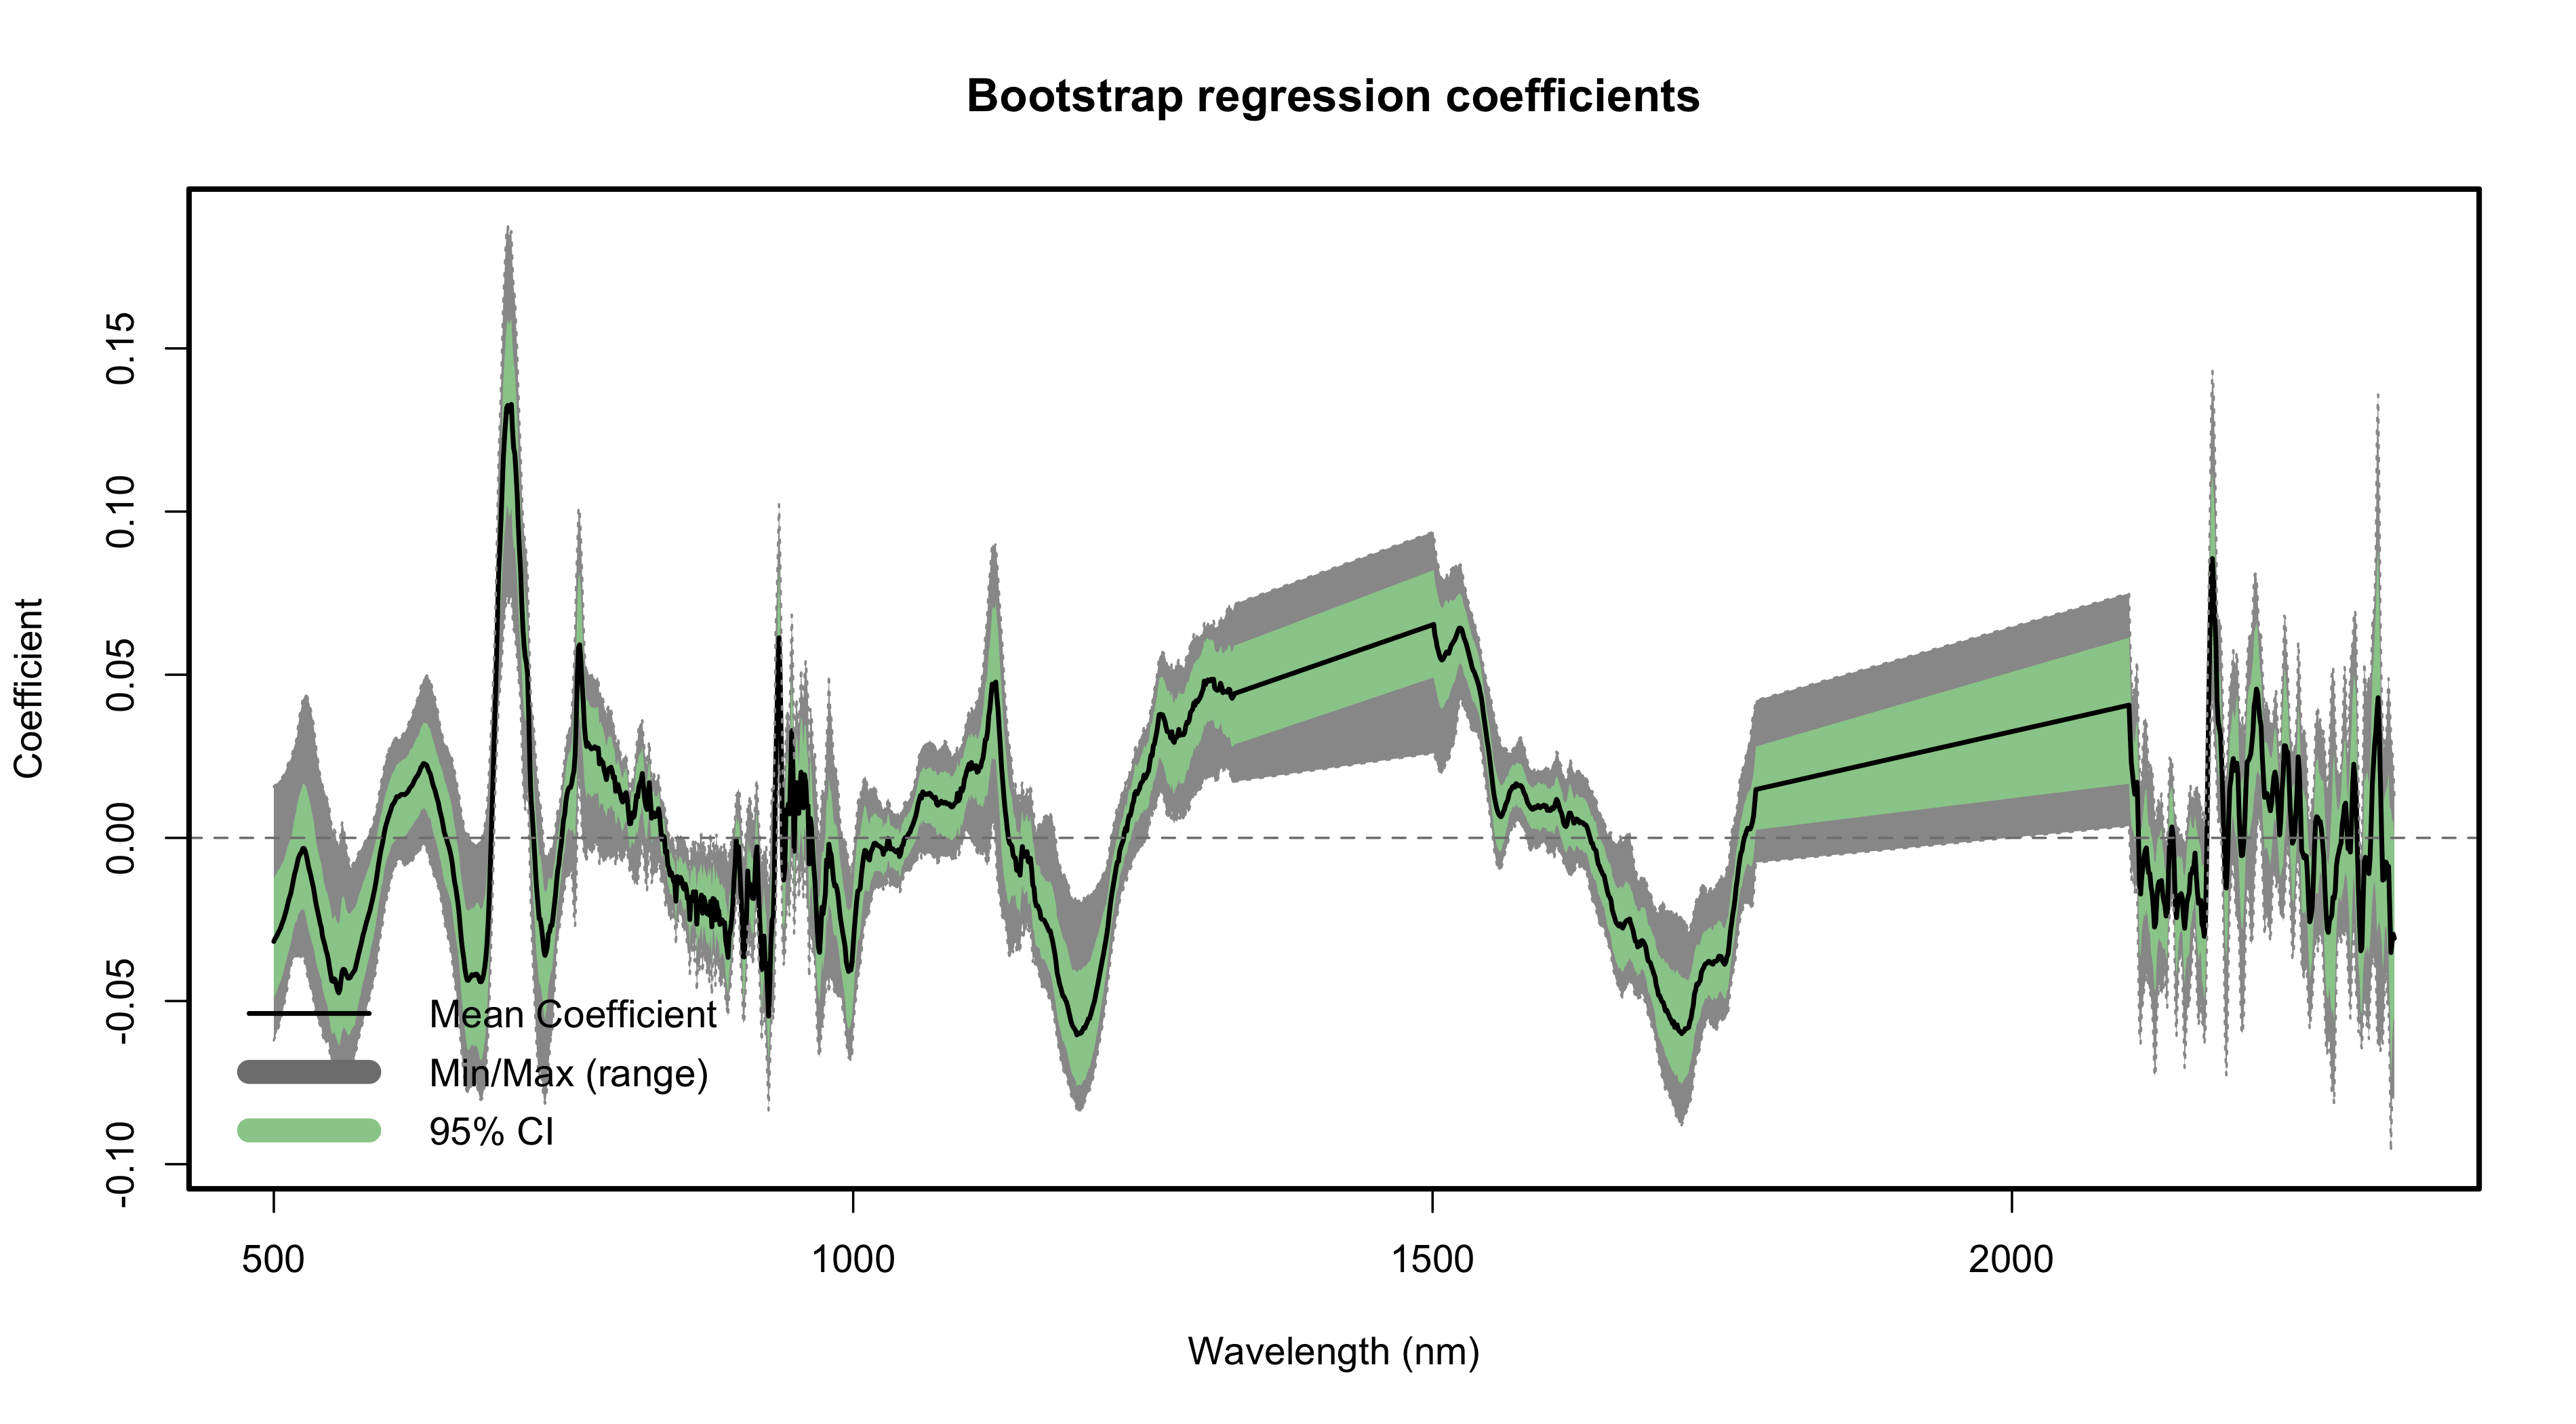 Bootstrap regression coefficients
Coefficient
0.15
0.10
0.05
0.00
-0.05
-0.10
Mean Coefficient
Min/Max (range)
95% CI
500 1000 1500 2000
Wavelength (nm)